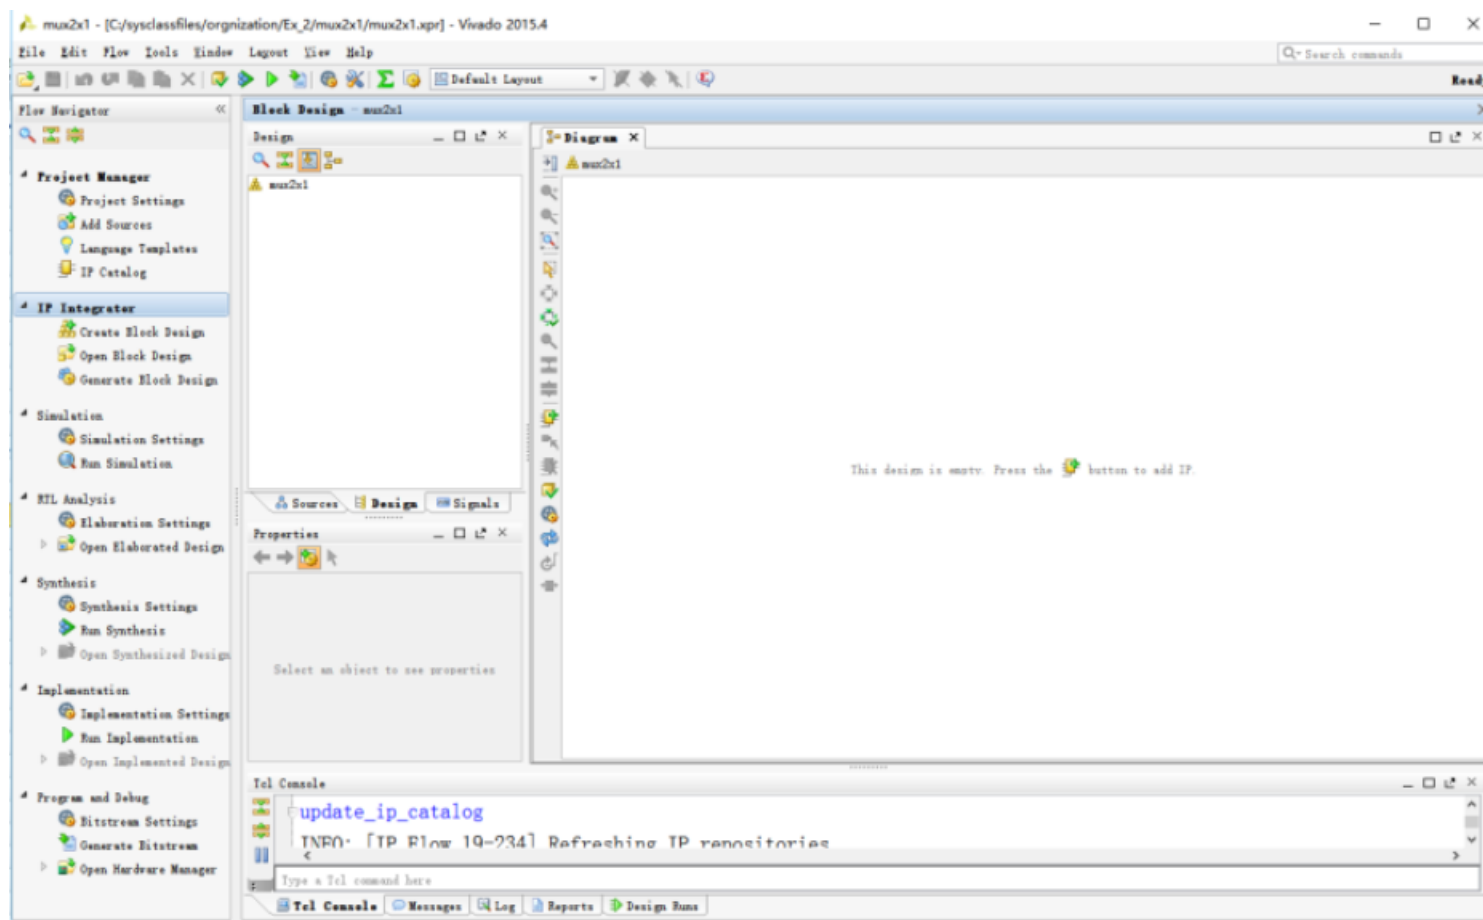 mux2x1 - [C:/sysclassfiles/orgnization/Ex_2/mux2x1/mux2x1.xpr] - Vivado 2015.4
File Edit Flow Tools Window Layout View Help
Search commands
Default Layout
Ready
Flow Navigator
Block Design - mux2x1
Design
Diagram
mux2x1
mux2x1
Project Manager
Project Settings
Add Sources
Language Templates
IP Catalog
IP Integrator
Create Block Design
Open Block Design
Generate Block Design
This design is empty. Press the button to add IP.
Simulation
Simulation Settings
Run Simulation
Sources Design Signals
RTL Analysis
Elaboration Settings
Open Elaborated Design
Properties
Select an object to see properties
Synthesis
Synthesis Settings
Run Synthesis
Open Synthesized Design
Implementation
Implementation Settings
Run Implementation
Open Implemented Design
Program and Debug
Bitstream Settings
Generate Bitstream
Open Hardware Manager
Tcl Console
update_ip_catalog
INFO: [IP_Flow 19-234] Refreshing IP repositories
Type a Tcl command here
Tcl Console Messages Log Reports Design Runs